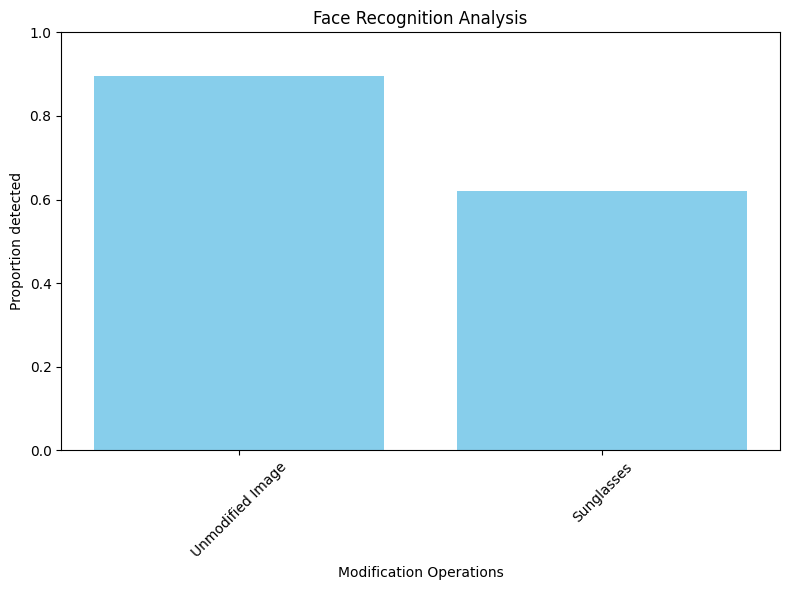 Face Recognition Analysis
1.0
0.8
0.6
0.4
0.2
0.0
Proportion detected
Unmodified Image
Sunglasses
Modification Operations